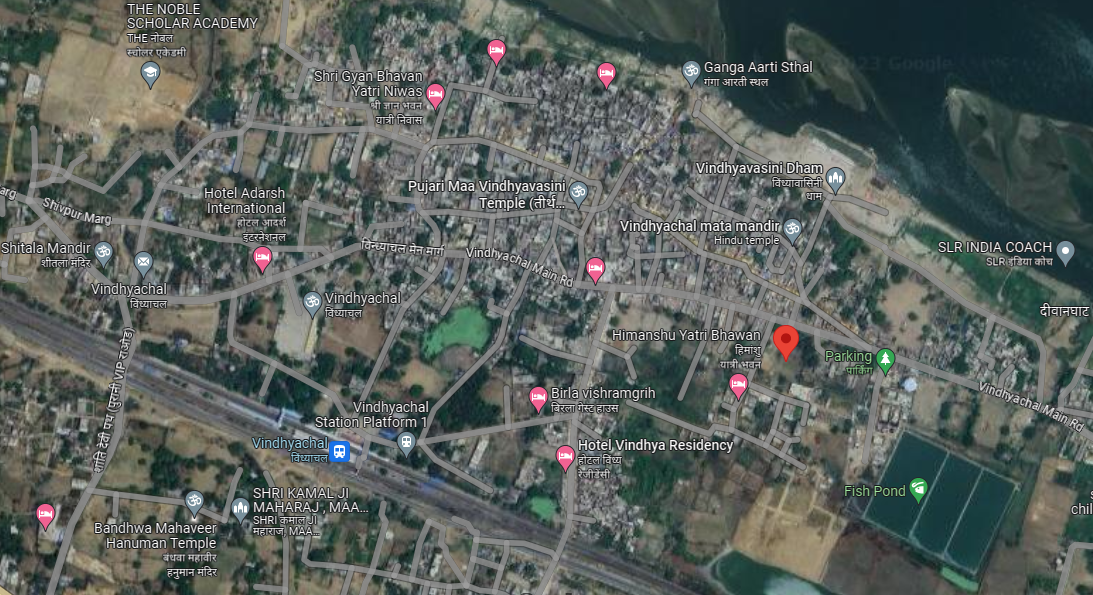 THE NOBLE
SCHOLAR ACADEMY
THE नोबल
स्चोलर एकेडमी
Shri Gyan Bhavan
Yatri Niwas
श्री ज्ञान भवन
यात्री निवास
Ganga Aarti Sthal
गंगा आरती स्थल
Pujari Maa Vindhyavasini
Temple (तीर्थ...
Vindhyavasini Dham
विंध्यावासिनी
धाम
Hotel Adarsh
International
होटल आदर्श
इंटरनेशनल
Shivpur Marg
Vindhyachal mata mandir
Hindu temple
SLR INDIA COACH
SLR इंडिया कोच
Shitala Mandir
शीतला मंदिर
विन्ध्याचल मेन मार्ग
Vindhyachal Main Rd
Vindhyachal
विंध्याचल
Vindhyachal
विंध्याचल
दीवानघाट
Himanshu Yatri Bhawan
हिमांशु
यात्री भवन
Parking
पार्किंग
Vindhyachal Main Rd
Birla vishramgrih
बिरला गेस्ट हाउस
Vindhyachal
Station Platform 1
Vindhyachal
विंध्याचल
Hotel Vindhya Residency
होटल विंध्य
रेजीडेंसी
Fish Pond
SHRI KAMAL JI
MAHARAJ , MAA...
SHRI कमाल JI
महाराज, MAA...
Bandhwa Mahaveer
Hanuman Temple
बंधवा महावीर
हनुमान मंदिर